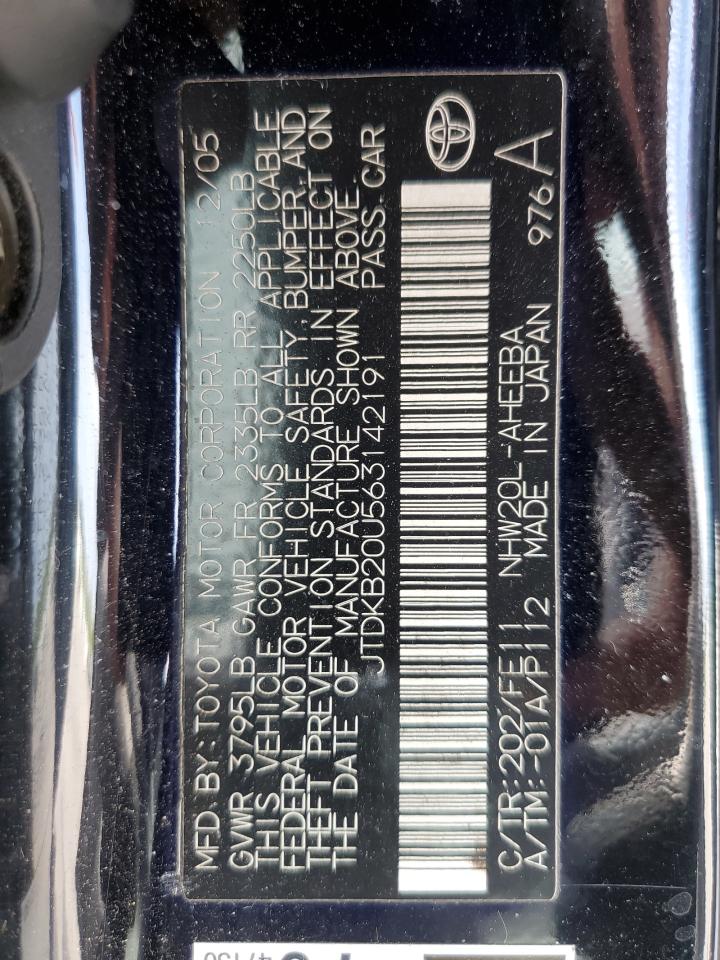 MFD.BY:TOYOTA MOTOR CORPORATION 12/05
GVWR 3795LB GAWR FR 2335LB RR 2250LB
THIS VEHICLE CONFORMS TO ALL APPLICABLE
FEDERAL MOTOR VEHICLE SAFETY,BUMPER,AND
THEFT PREVENTION STANDARDS IN EFFECT ON
THE DATE OF MANUFACTURE SHOWN ABOVE.
JTDKB20U563142191 PASS.CAR
C/TR:202/FE11 NHW20L-AHEEBA
A/TM:-01A/P112 MADE IN JAPAN 976 A